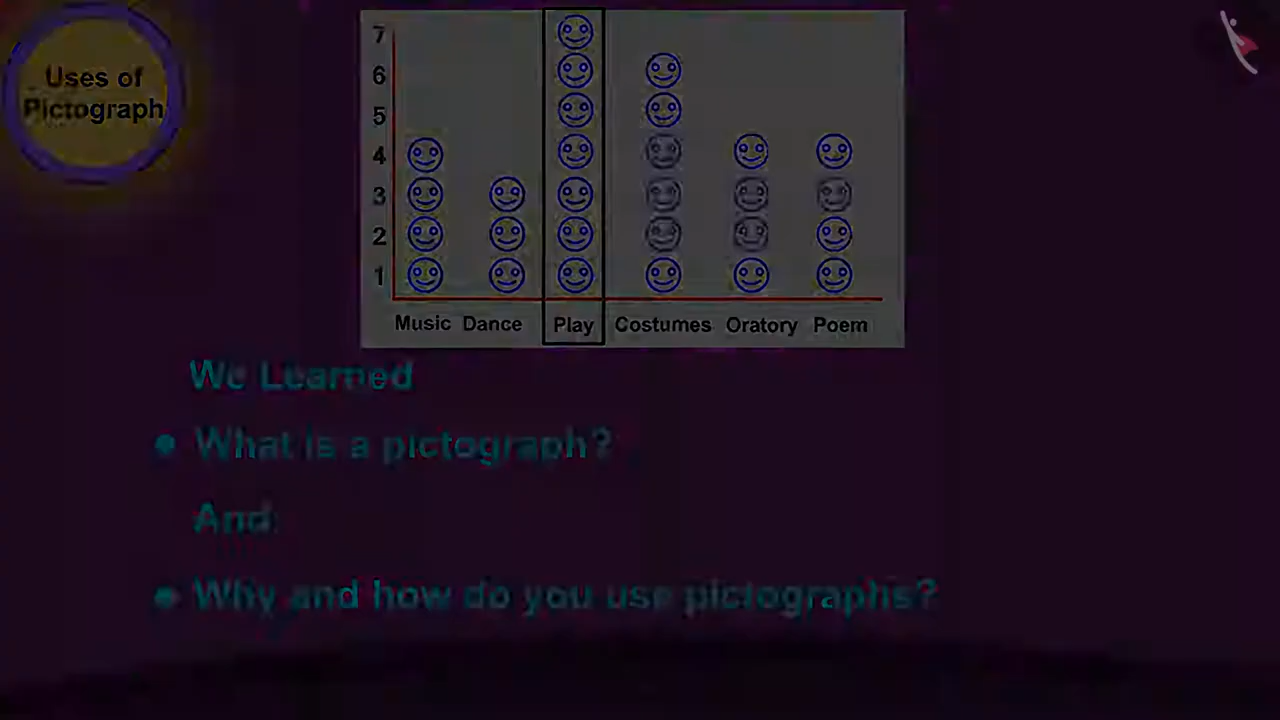 Uses of
Pictograph
7
6
5
4
3
2
1
Music Dance Play Costumes Oratory Poem
We Learned
• What is a pictograph?
And
• Why and how do you use pictographs?